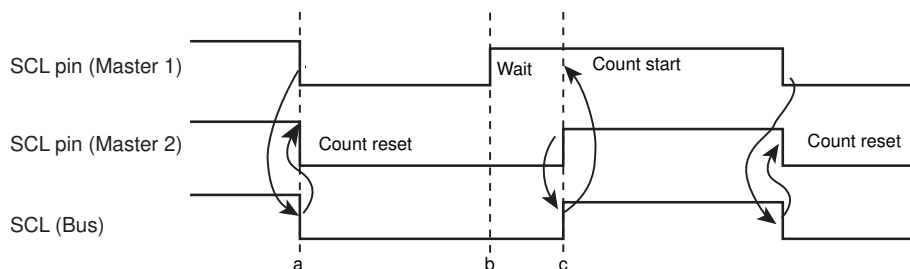 SCL pin (Master 1)
Wait
Count start
SCL pin (Master 2)
Count reset
Count reset
SCL (Bus)
a
b
c